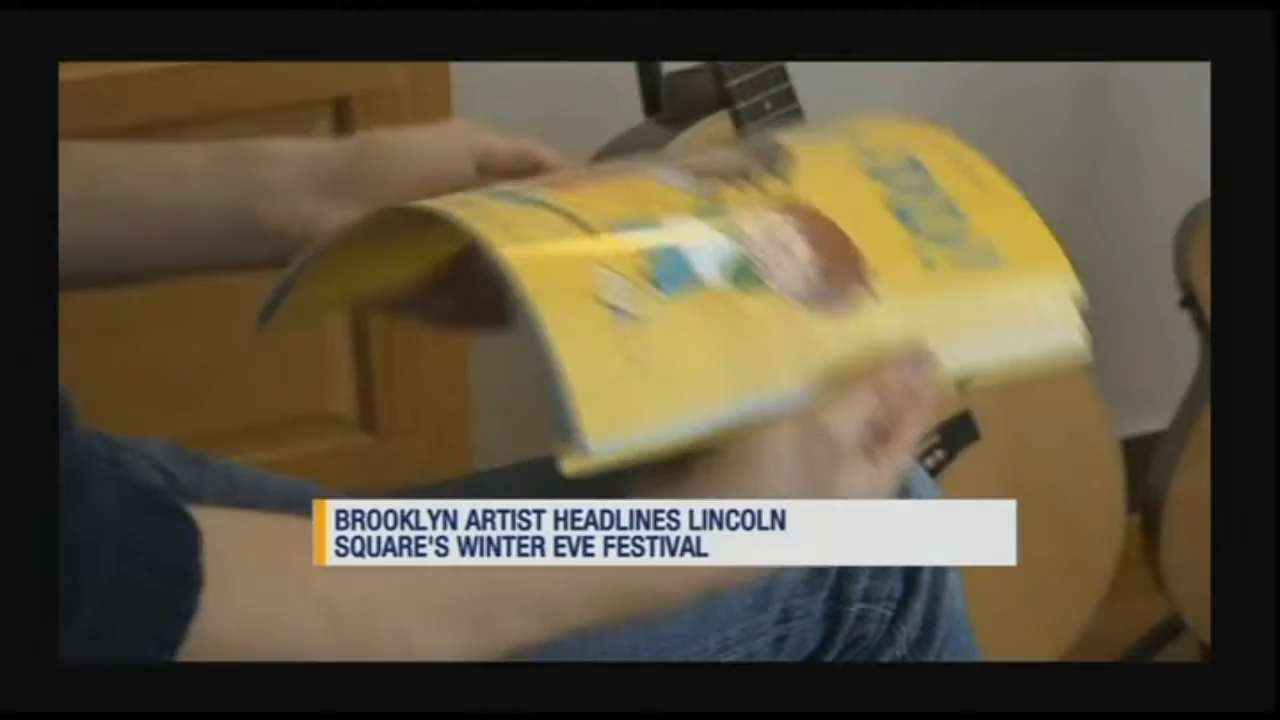 BROOKLYN ARTIST HEADLINES LINCOLN
SQUARE'S WINTER EVE FESTIVAL